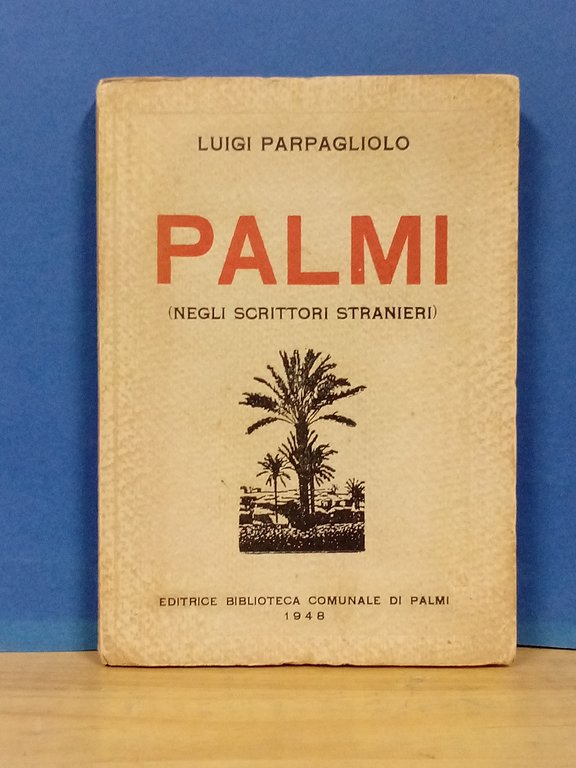 LUIGI PARPAGLIOLO
PALMI
(NEGLI SCRITTORI STRANIERI)
EDITRICE BIBLIOTECA COMUNALE DI PALMI
1948